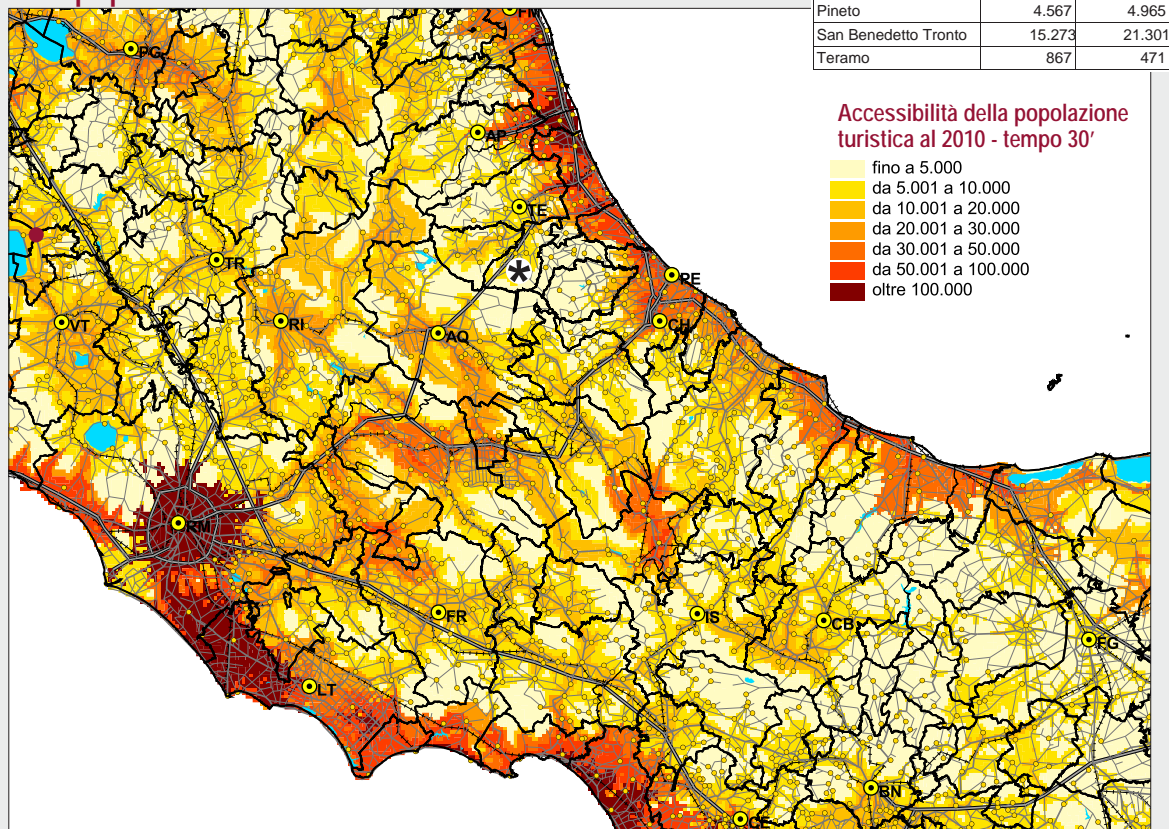 Pineto 4.567 4.965
San Benedetto Tronto 15.273 21.301
Teramo 867 471
Accessibilità della popolazione
turistica al 2010 - tempo 30'
fino a 5.000
da 5.001 a 10.000
da 10.001 a 20.000
da 20.001 a 30.000
da 30.001 a 50.000
da 50.001 a 100.000
oltre 100.000
FM
PG
AP
TE
*
TR
PE
VT
RI
AQ
CH
RM
FR
IS
CB
FG
LT
BN
CE